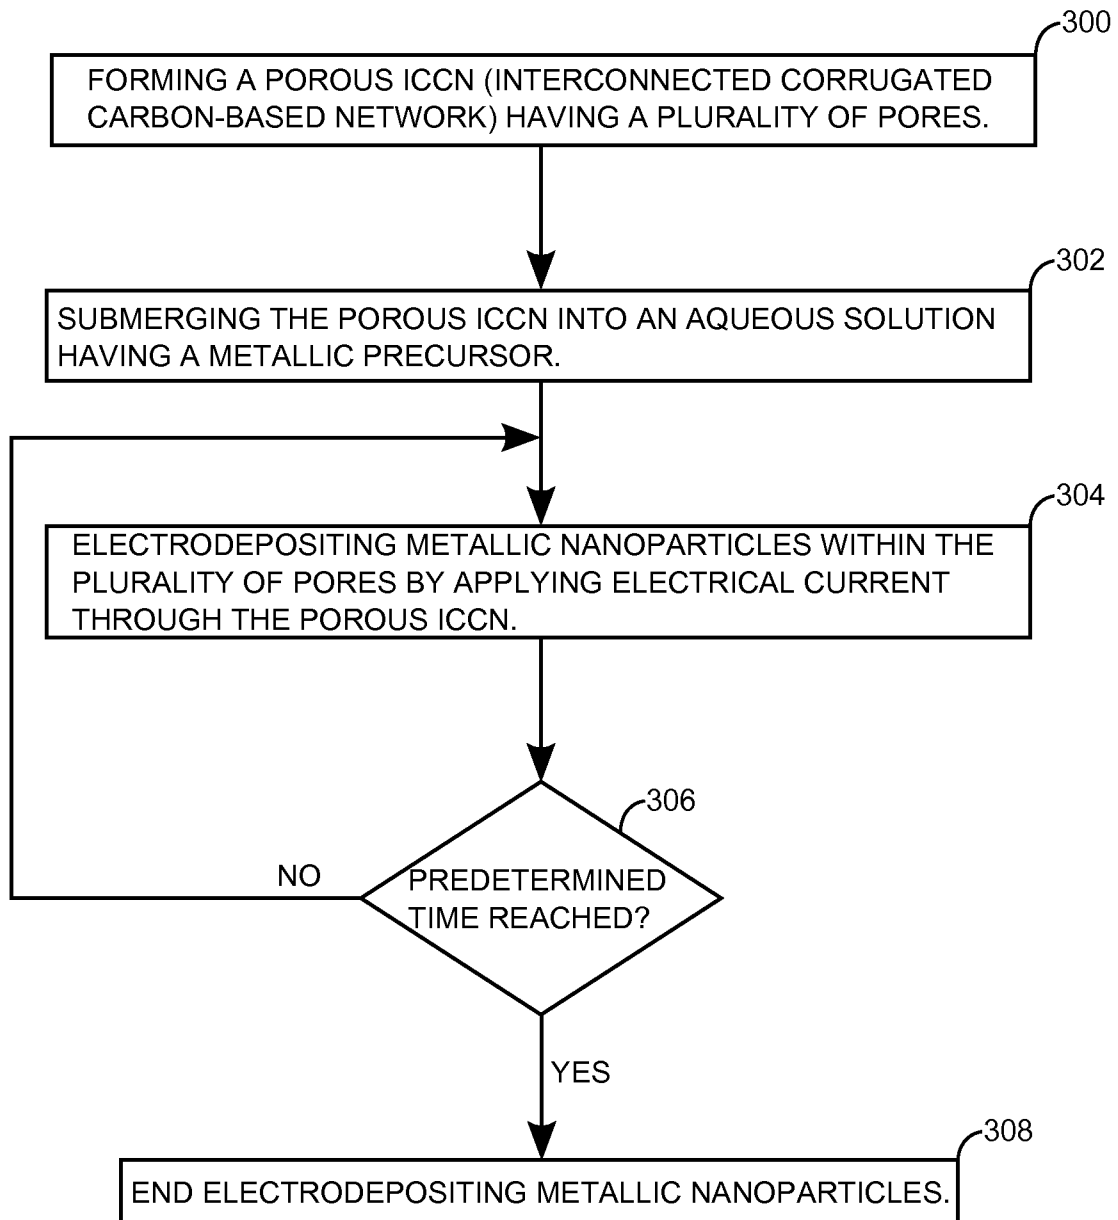 300
FORMING A POROUS ICCN (INTERCONNECTED CORRUGATED
CARBON-BASED NETWORK) HAVING A PLURALITY OF PORES.
302
SUBMERGING THE POROUS ICCN INTO AN AQUEOUS SOLUTION
HAVING A METALLIC PRECURSOR.
304
ELECTRODEPOSITING METALLIC NANOPARTICLES WITHIN THE
PLURALITY OF PORES BY APPLYING ELECTRICAL CURRENT
THROUGH THE POROUS ICCN.
306
NO
PREDETERMINED
TIME REACHED?
YES
308
END ELECTRODEPOSITING METALLIC NANOPARTICLES.